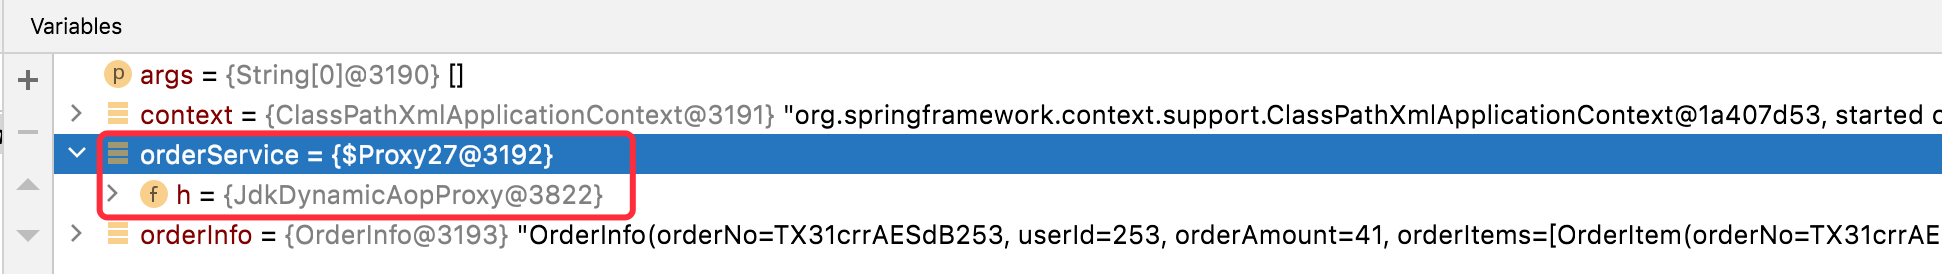 Variables
p args = {String[0]@3190} []
context = {ClassPathXmlApplicationContext@3191} "org.springframework.context.support.ClassPathXmlApplicationContext@1a407d53, started o
orderService = {$Proxy27@3192}
f h = {JdkDynamicAopProxy@3822}
orderInfo = {OrderInfo@3193} "OrderInfo(orderNo=TX31crrAESdB253, userId=253, orderAmount=41, orderItems=[OrderItem(orderNo=TX31crrAE